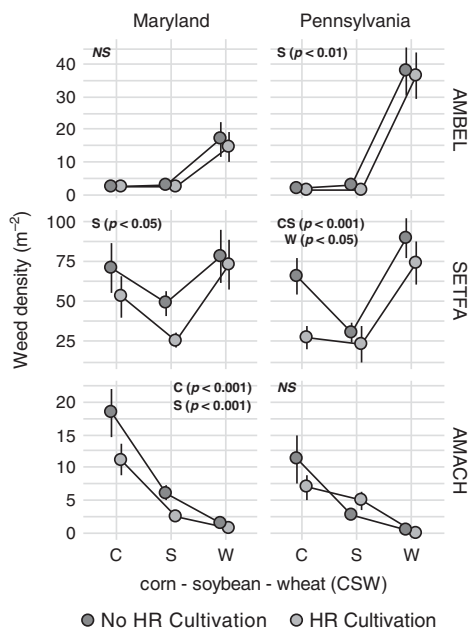 Maryland Pennsylvania
NS S (p < 0.01)
40
30
20
10
0
AMBEL
S (p < 0.05) CS (p < 0.001)
W (p < 0.05)
100
75
50
25
SETFA
C (p < 0.001) NS
S (p < 0.001)
20
15
10
5
0
AMACH
Weed density (m⁻²)
C S W C S W
corn - soybean - wheat (CSW)
No HR Cultivation HR Cultivation